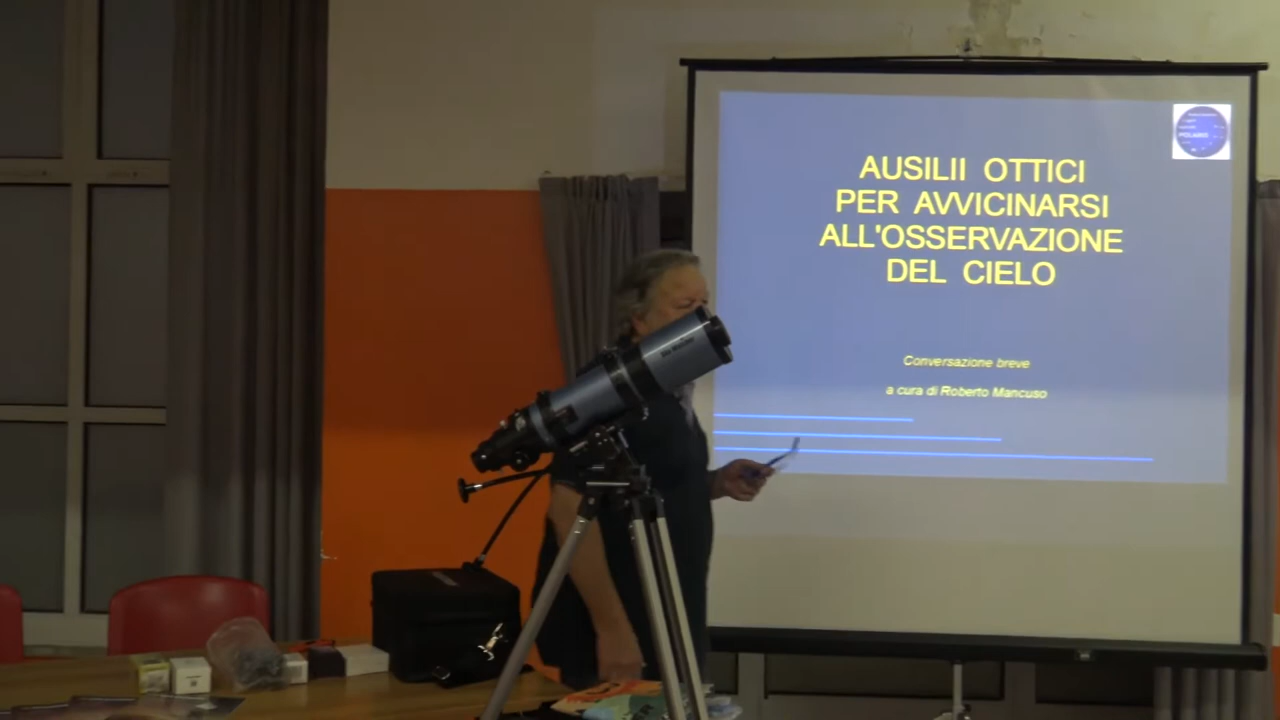 AUSILII OTTICI
PER AVVICINARSI
ALL'OSSERVAZIONE
DEL CIELO
Conversazione breve
a cura di Roberto Mancuso